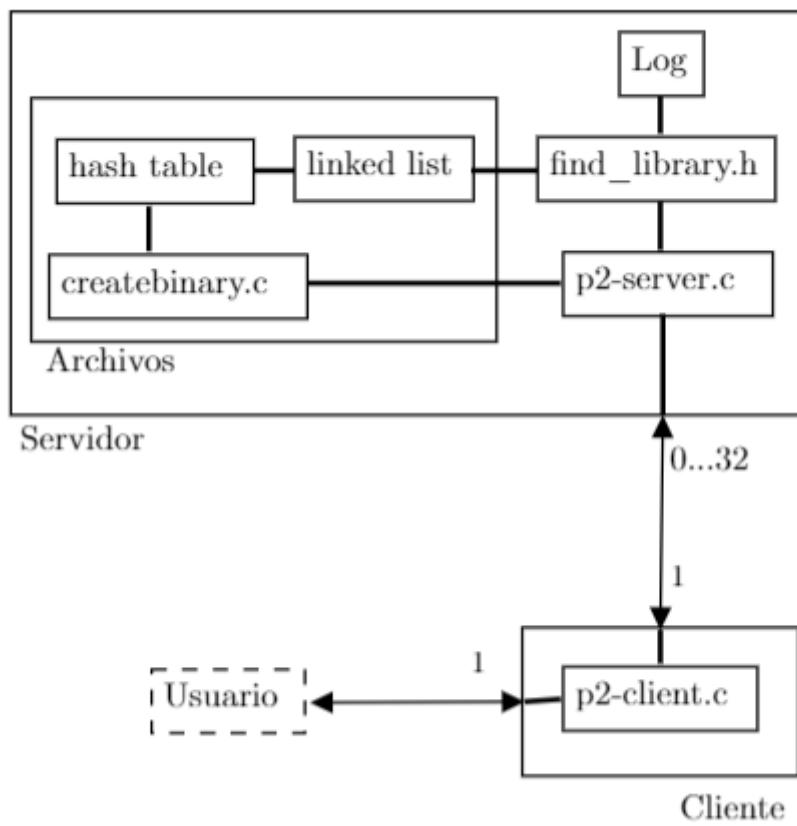 Log
hash table
linked list
find_library.h
createbinary.c
p2-server.c
Archivos
Servidor
0...32
1
1
Usuario
p2-client.c
Cliente